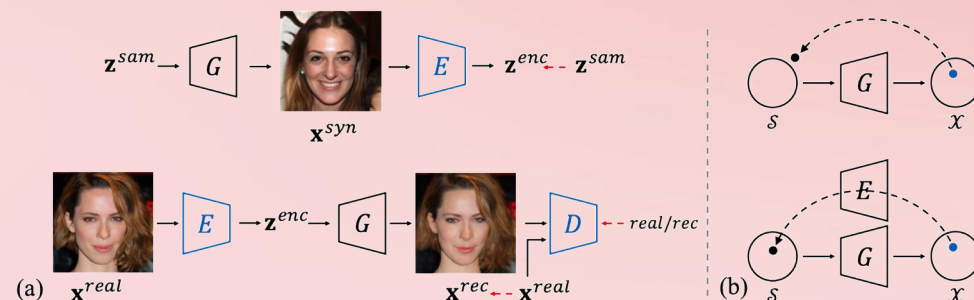 z^sam G E z^enc z^sam
x^syn
E z^enc G D real/rec
(a) x^real x^rec x^real
G
S X
E
G
(b) S X